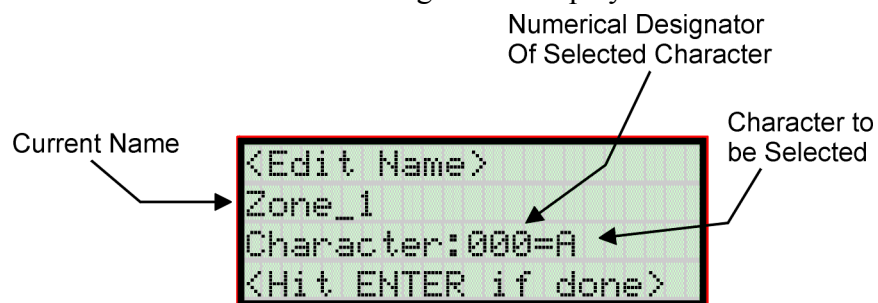 Numerical Designator
Of Selected Character
Current Name
Character to
be Selected
<Edit Name>
Zone_1
Character:000=A
<Hit ENTER if done>